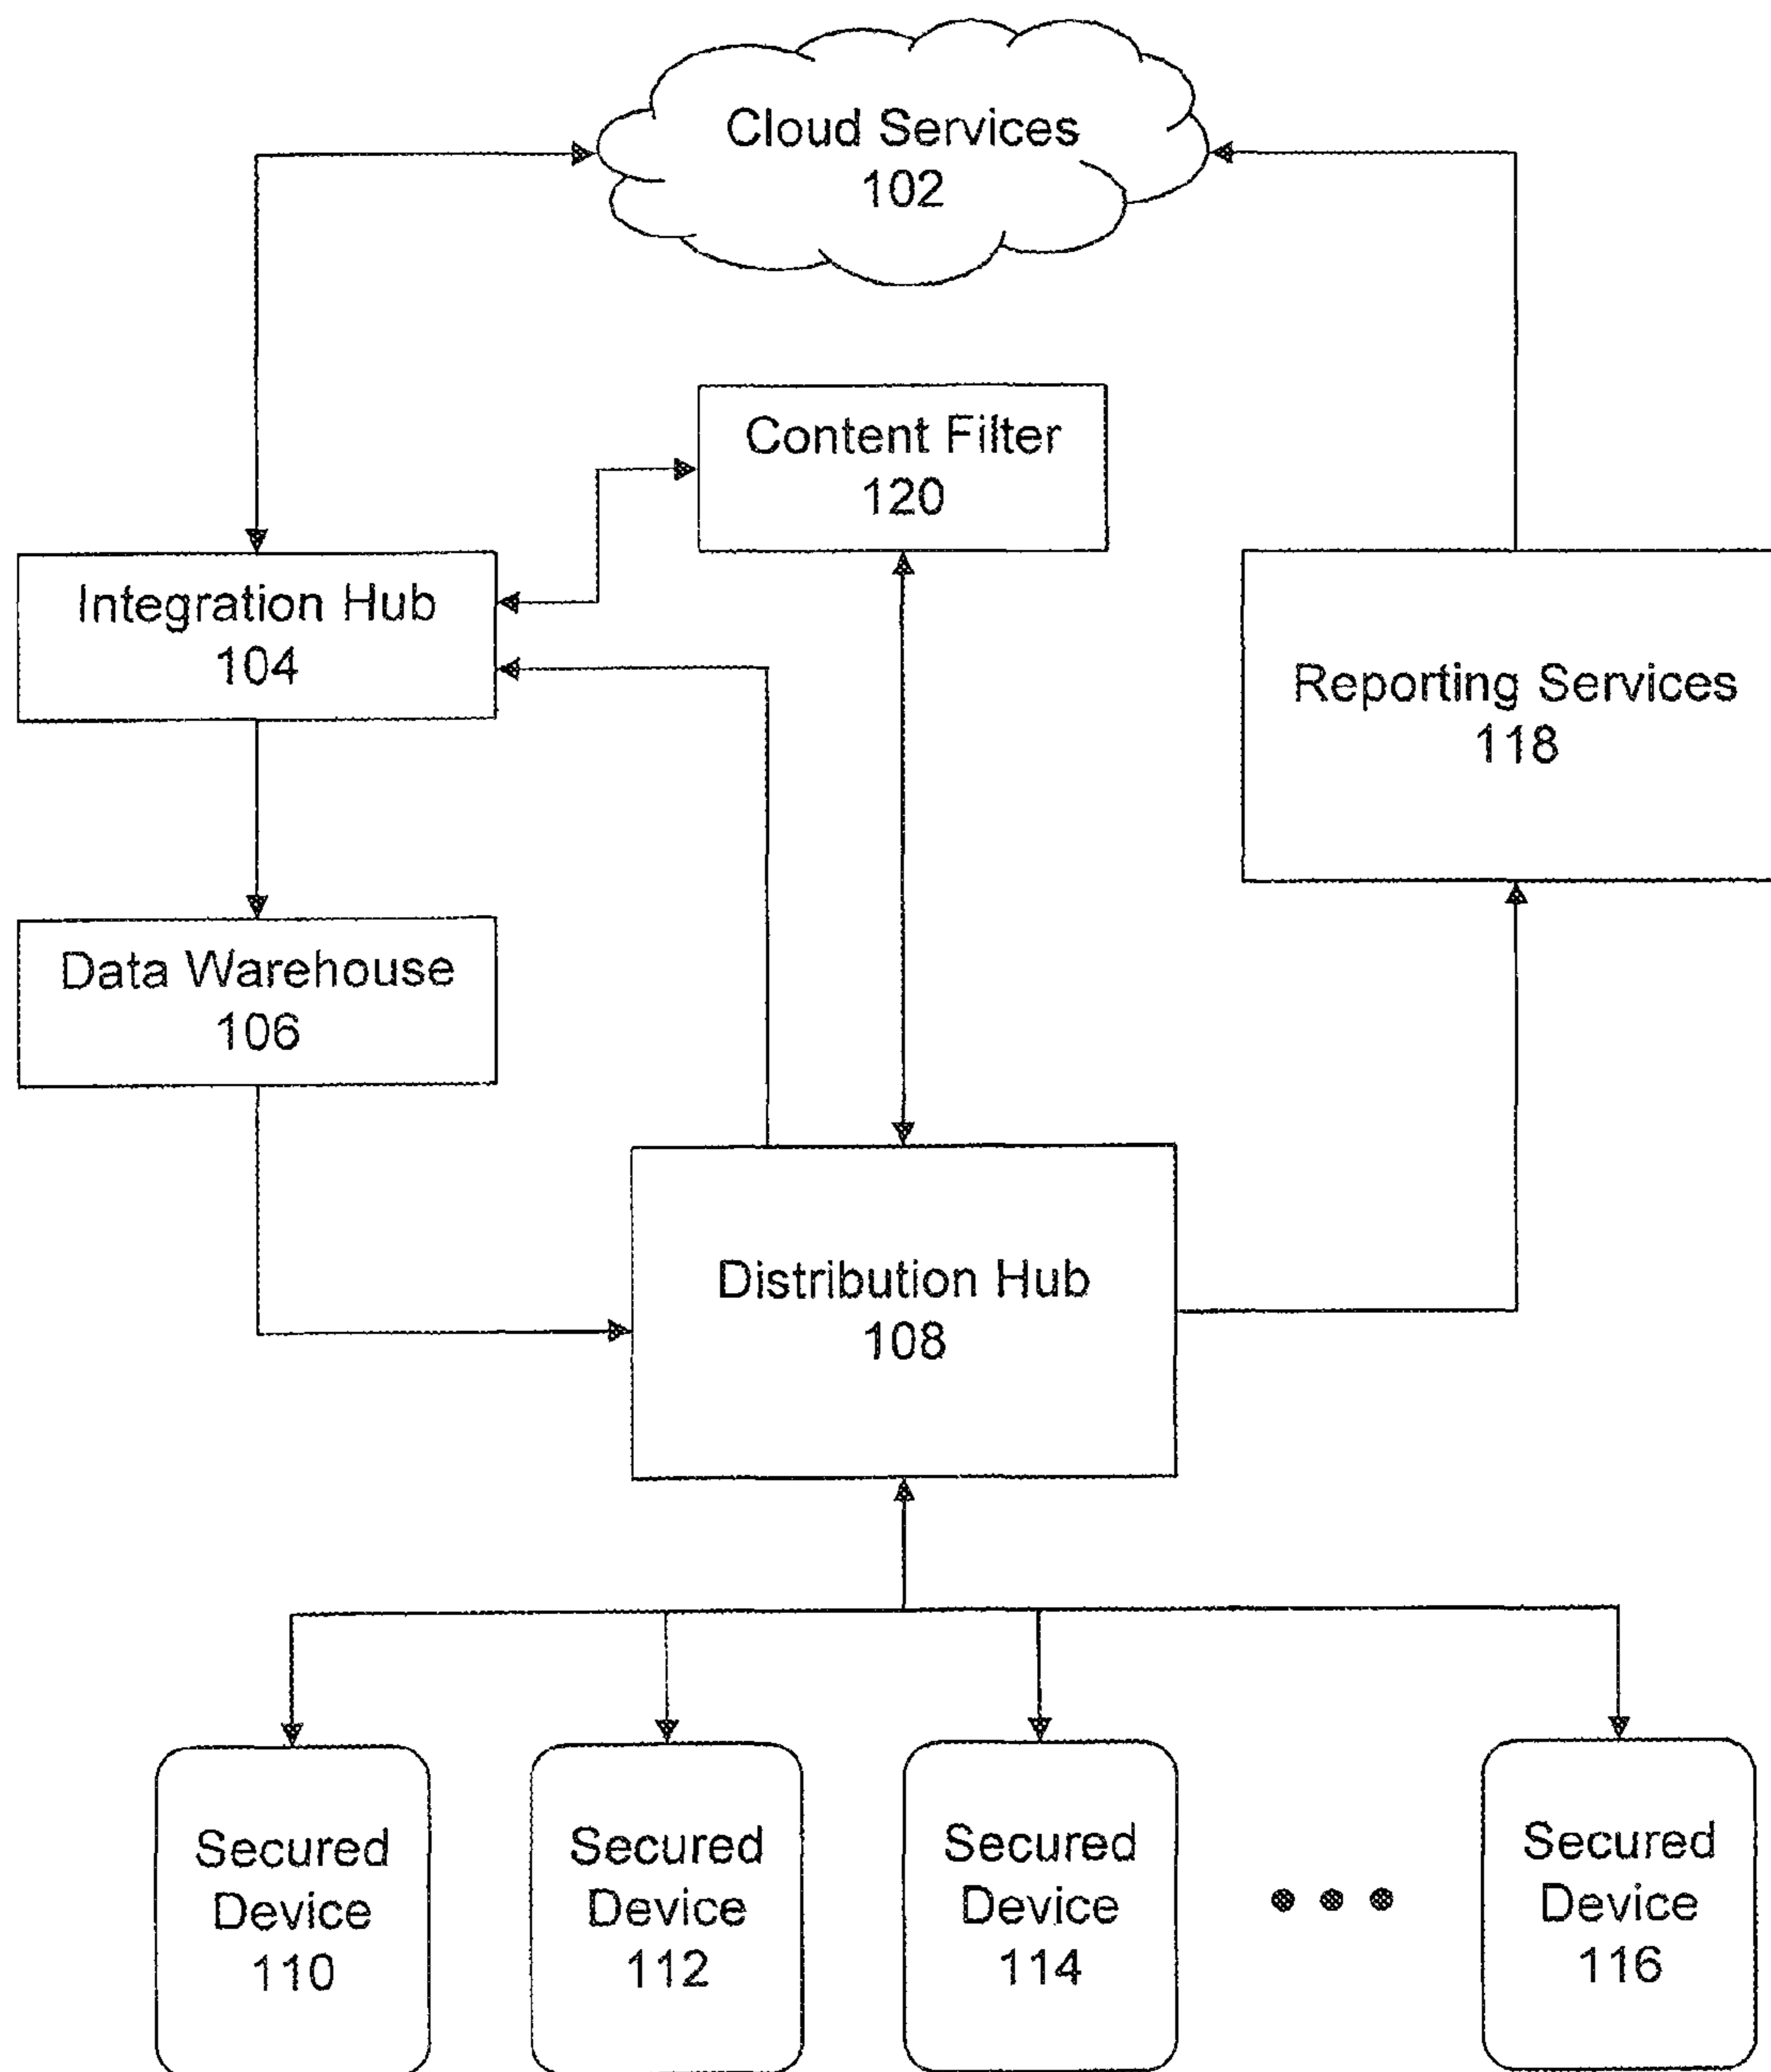 Cloud Services
102
Content Filter
120
Integration Hub
104
Reporting Services
118
Data Warehouse
106
Distribution Hub
108
Secured
Device
110
Secured
Device
112
Secured
Device
114
Secured
Device
116